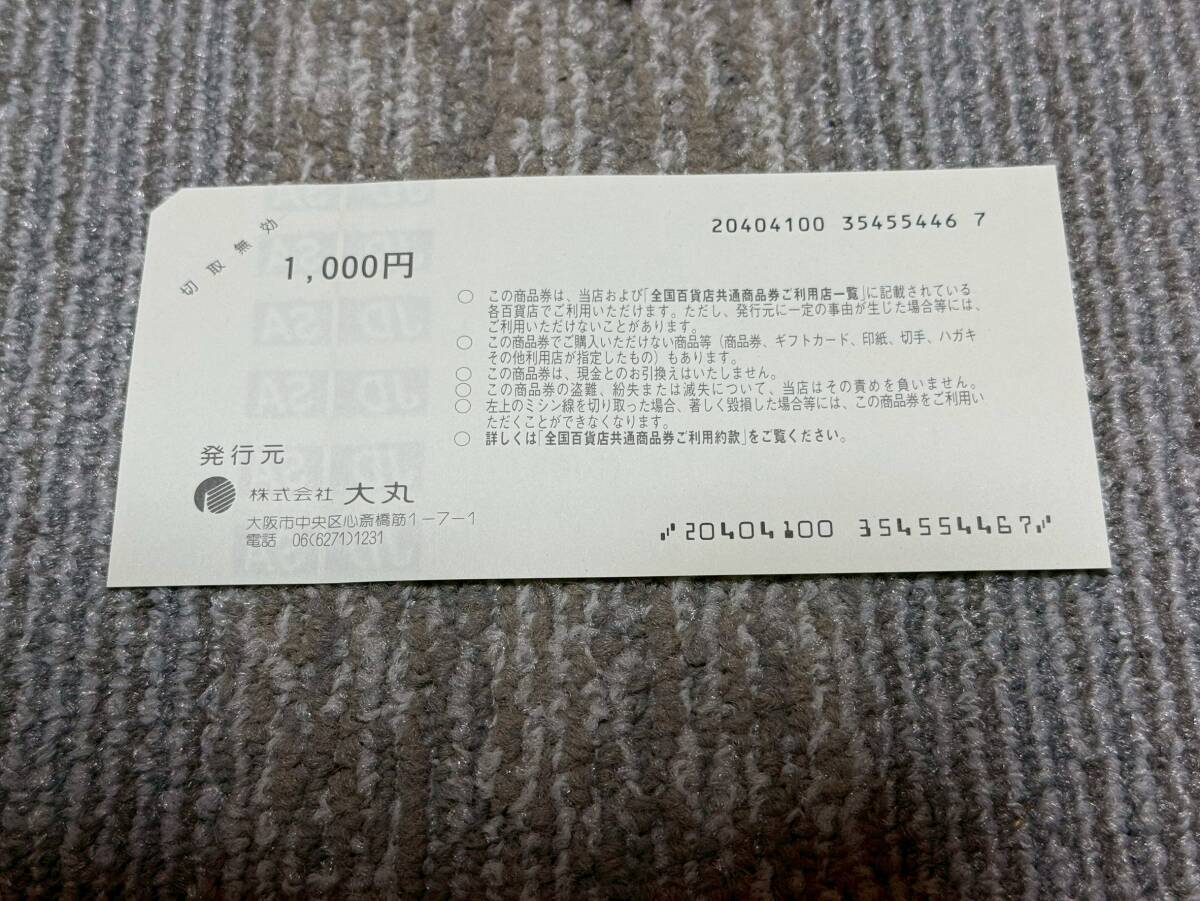 20404100 35455446 7
切取無効
1,000円
○ この商品券は、当店および「全国百貨店共通商品券ご利用店一覧」に記載されている
各百貨店でご利用いただけます。ただし、発行元に一定の事由が生じた場合等には、
ご利用いただけないことがあります。
○ この商品券でご購入いただけない商品等（商品券、ギフトカード、印紙、切手、ハガキ
その他利用店が指定したもの）もあります。
○ この商品券は、現金とのお引換えはいたしません。
○ この商品券の盗難、紛失または滅失について、当店はその責めを負いません。
○ 左上のミシン線を切り取った場合、著しく毀損した場合等には、この商品券をご利用い
ただくことができなくなります。
○ 詳しくは「全国百貨店共通商品券ご利用約款」をご覧ください。
発行元
株式会社 大丸
大阪市中央区心斎橋筋1-7-1
電話 06(6271)1231
20404100 354554467